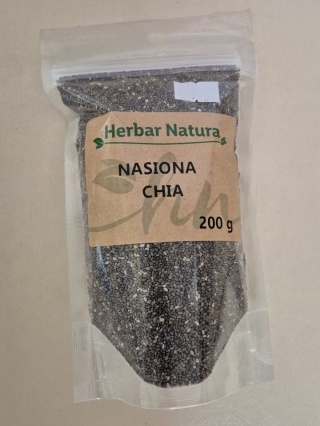 Herbar Natura
NASIONA
CHIA
200 g